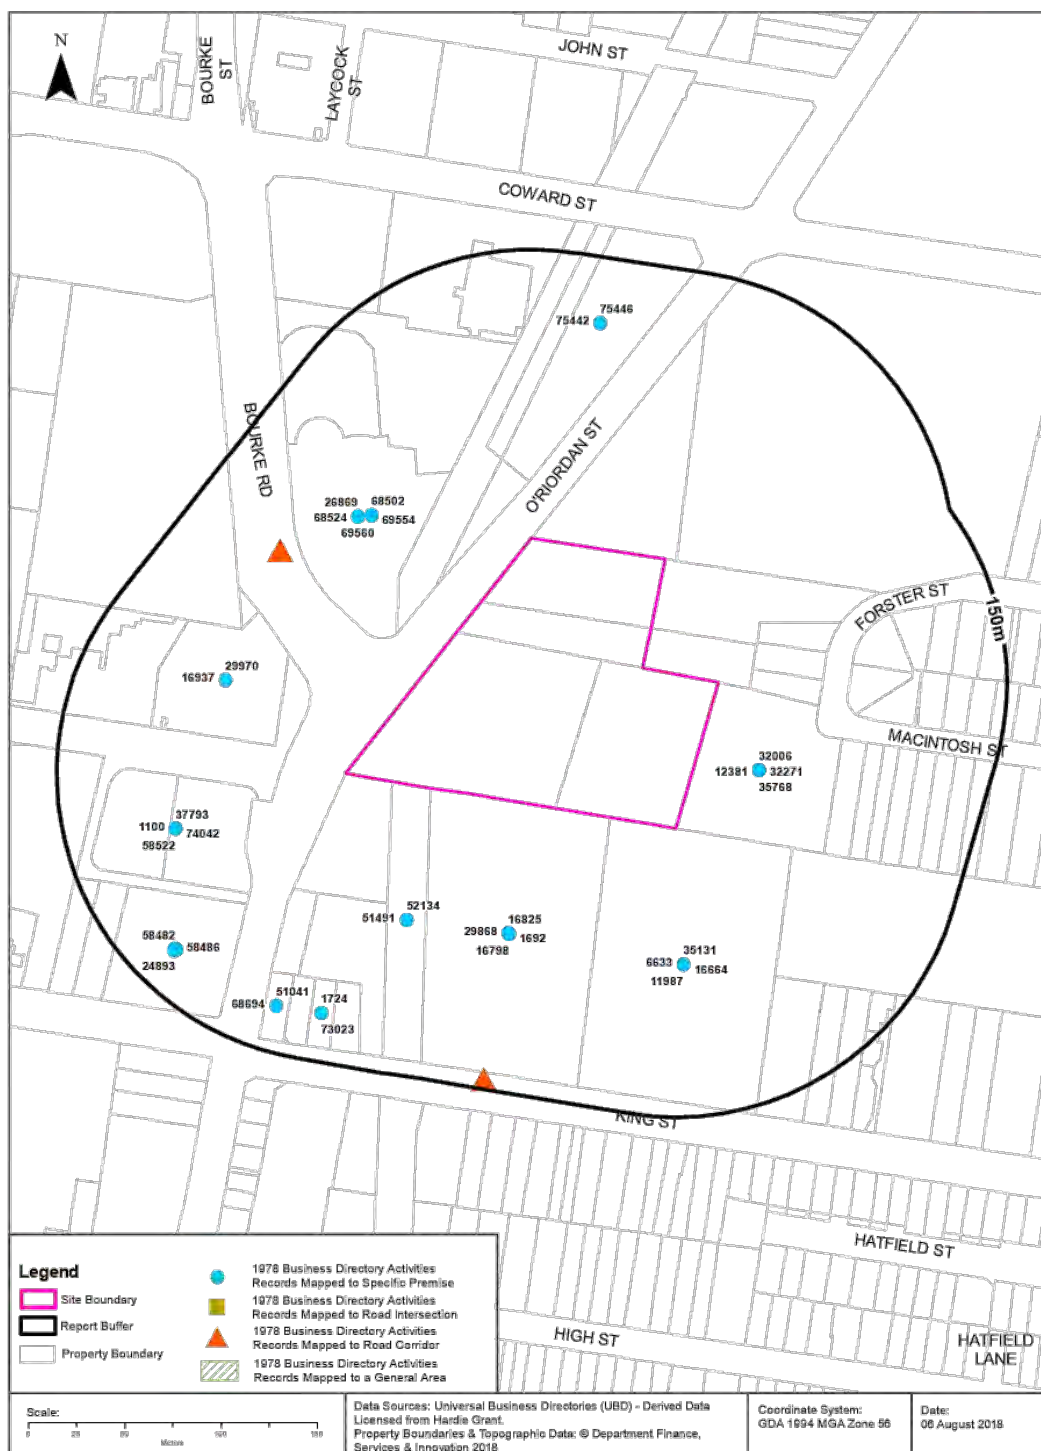 N
BOURKE
ST
LAYCOCK
ST
JOHN ST
COWARD ST
75446
75442
BOURKE RD
O'RIORDAN ST
26869 68502
68524 69554
69560
FORSTER ST
150m
29970
16937
MACINTOSH ST
32006
12381 32271
35768
37793
1100 74042
58522
52134
51491
16825
29868 1692
16798
58482
58486
24893
35131
6633 16664
11987
51041
68694
1724
73023
KING ST
HATFIELD ST
HIGH ST
HATFIELD
LANE
Legend
Site Boundary
Report Buffer
Property Boundary
1978 Business Directory Activities
Records Mapped to Specific Premise
1978 Business Directory Activities
Records Mapped to Road Intersection
1978 Business Directory Activities
Records Mapped to Road Corridor
1978 Business Directory Activities
Records Mapped to a General Area
Scale:
0
Meters
Data Sources: Universal Business Directories (UBD) - Derived Data
Licensed from Hardie Grant.
Property Boundaries & Topographic Data: © Department Finance,
Services & Innovation 2018
Coordinate System:
GDA 1994 MGA Zone 56
Date:
06 August 2018